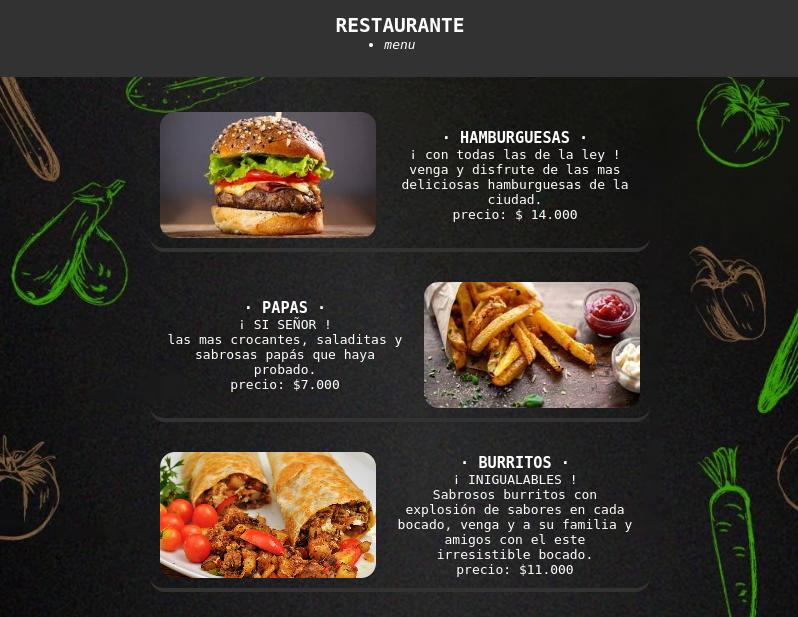 RESTAURANTE
• menu
· HAMBURGUESAS ·
¡ con todas las de la ley !
venga y disfrute de las mas
deliciosas hamburguesas de la
ciudad.
precio: $ 14.000
· PAPAS ·
¡ SI SEÑOR !
las mas crocantes, saladitas y
sabrosas papás que haya
probado.
precio: $7.000
· BURRITOS ·
¡ INIGUALABLES !
Sabrosos burritos con
explosión de sabores en cada
bocado, venga y a su familia y
amigos con el este
irresistible bocado.
precio: $11.000